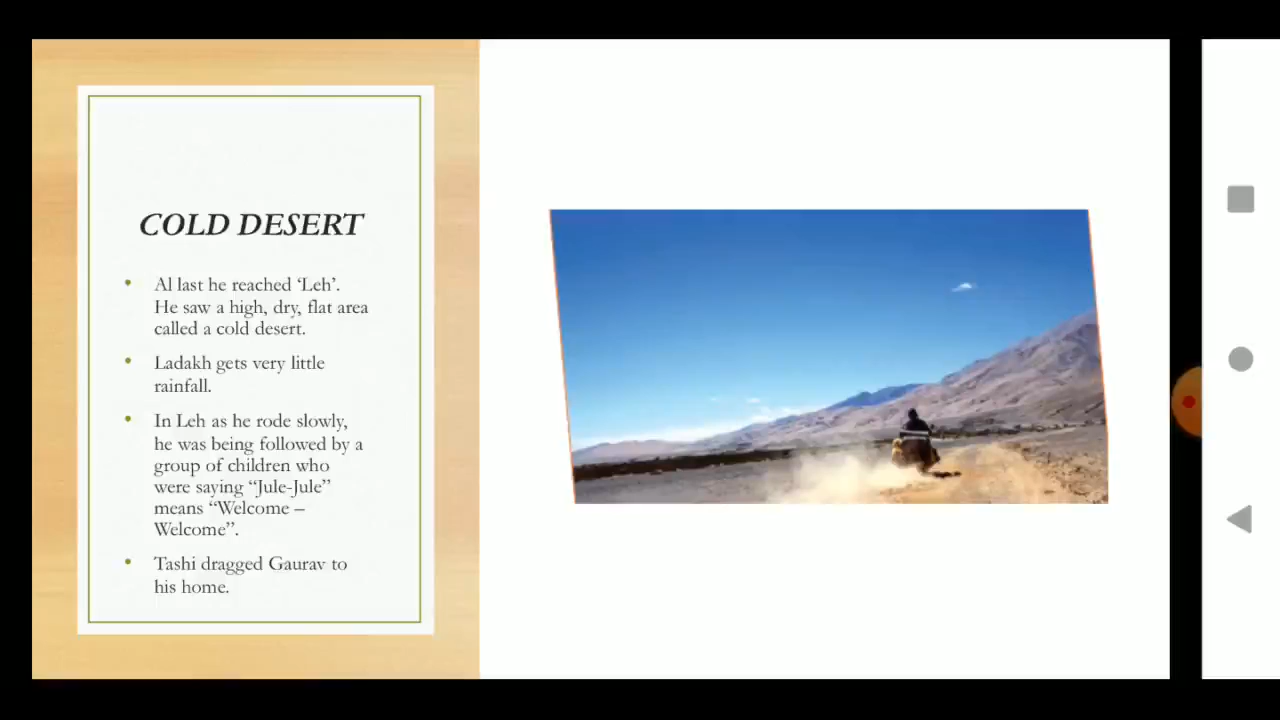 COLD DESERT
• Al last he reached ‘Leh’.
He saw a high, dry, flat area
called a cold desert.
• Ladakh gets very little
rainfall.
• In Leh as he rode slowly,
he was being followed by a
group of children who
were saying “Jule-Jule”
means “Welcome –
Welcome”.
• Tashi dragged Gaurav to
his home.